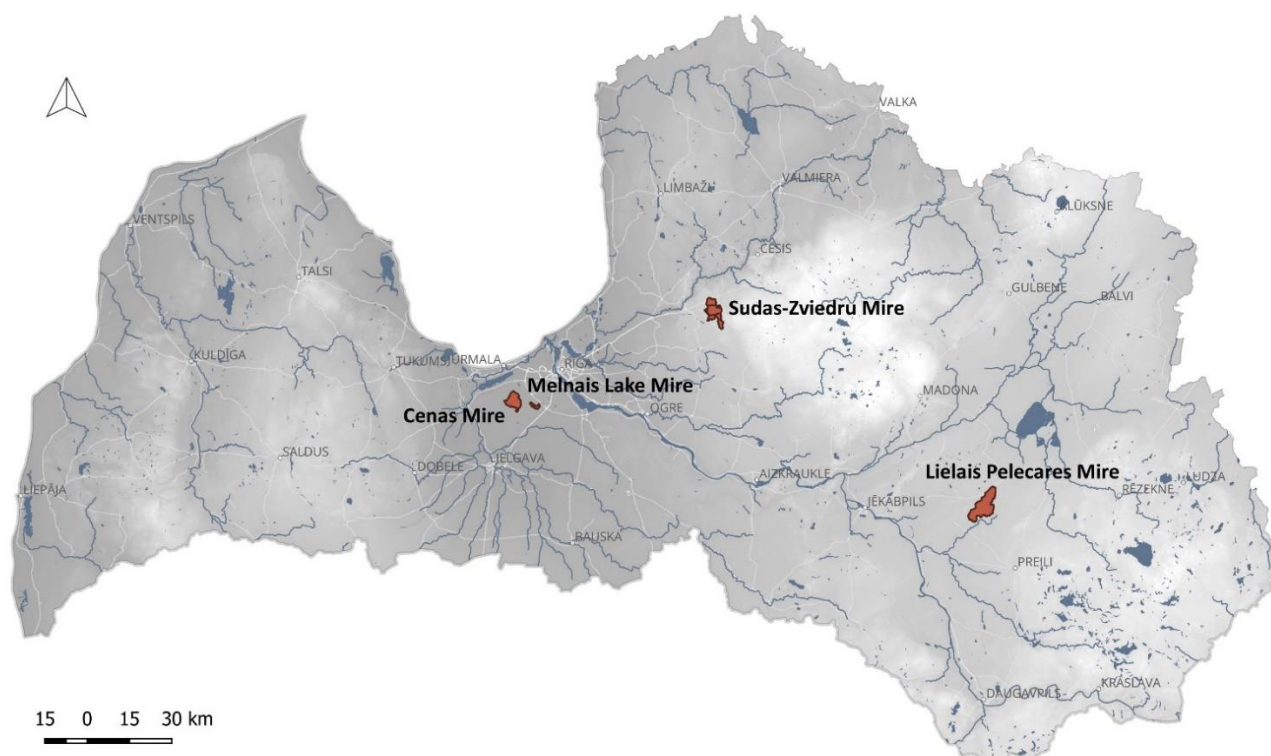 VALKA
LIMBAŽI
VALMIERA
ALŪKSNE
VENTSPILS
CĒSIS
TALSI
GULBENE
BALVI
Sudas-Zviedru Mire
KULDĪGA
TUKUMS
JŪRMALA
RĪGA
Melnais Lake Mire
MADONA
Cenas Mire
OGRE
SALDUS
DOBELE
JELGAVA
AIZKRAUKLE
Lielais Pelecares Mire
LIEPĀJA
JĒKABPILS
RĒZEKNE
LUDZA
BAUSKA
PREIĻI
DAUGAVPILS
KRĀSLAVA
15 0 15 30 km